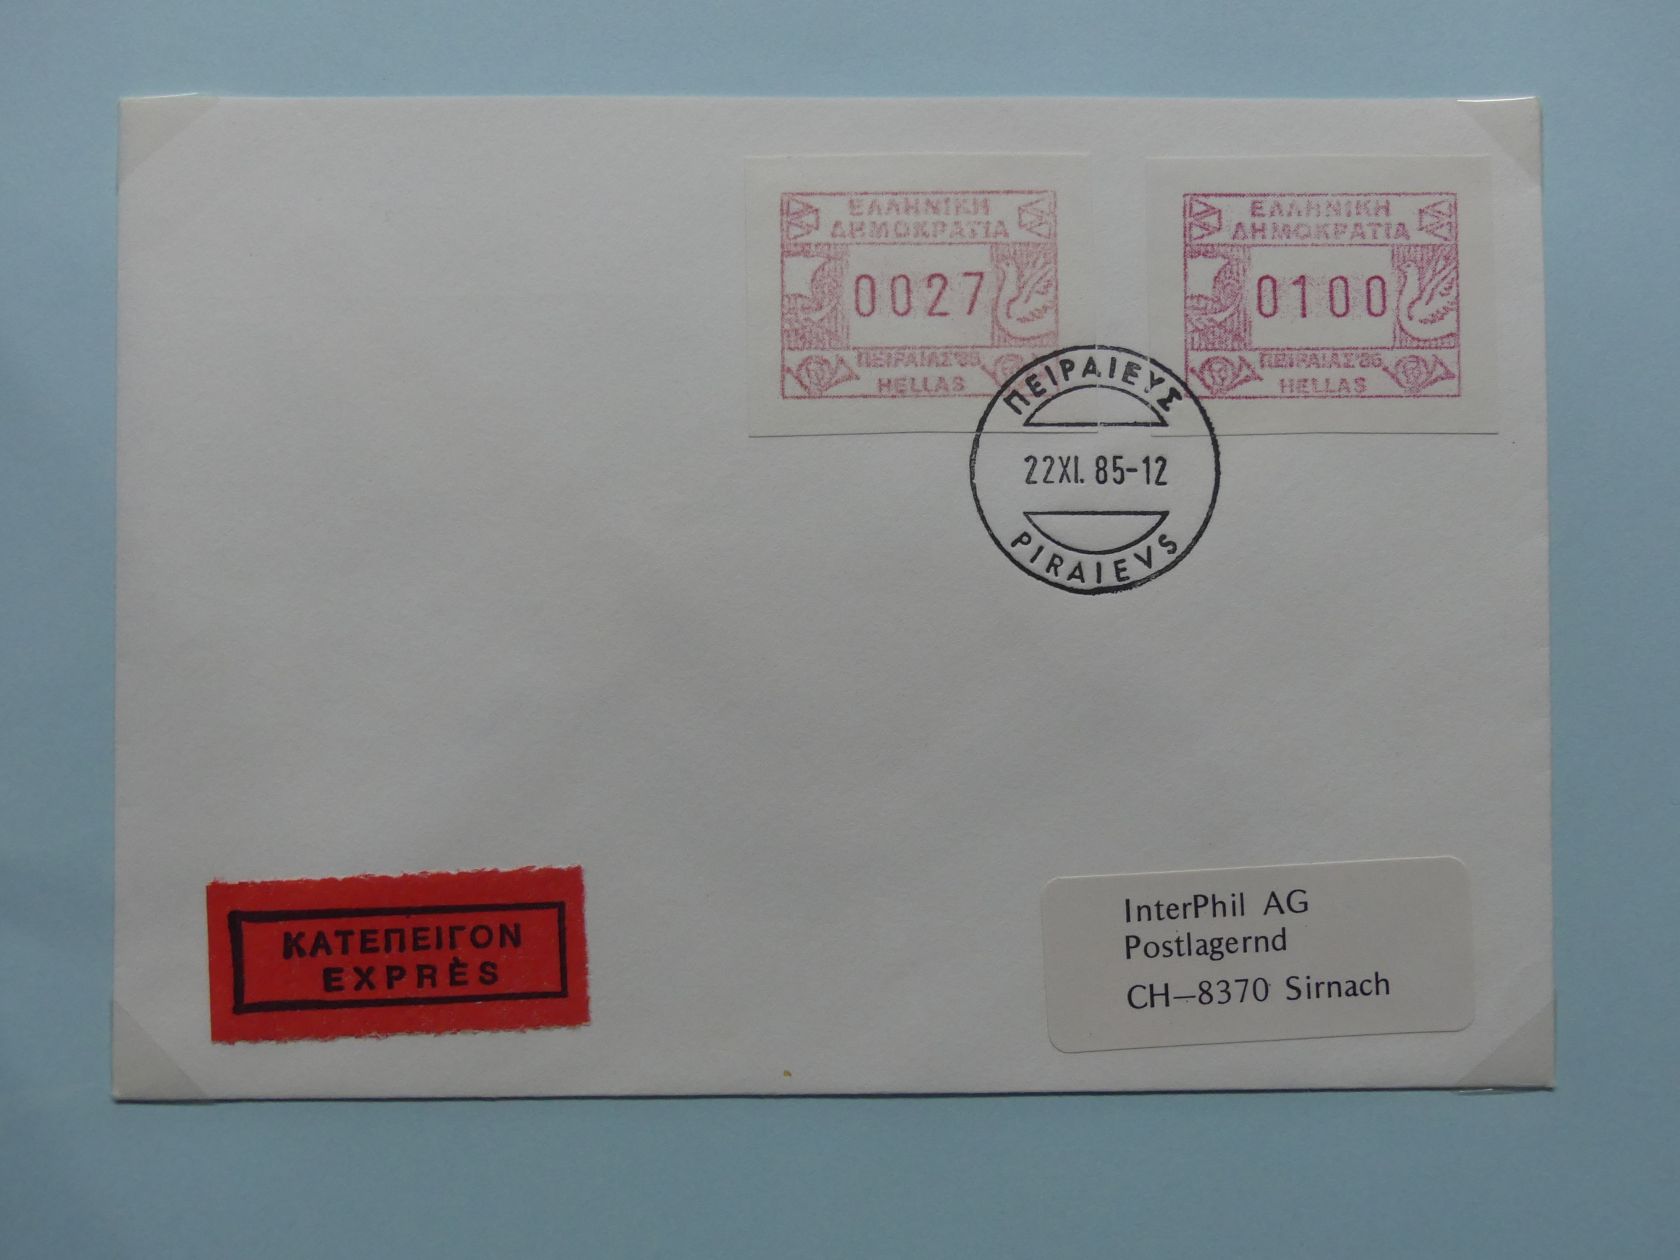 ΕΛΛΗΝΙΚΗ
ΔΗΜΟΚΡΑΤΙΑ
0027
ΠΕΙΡΑΙΑΣ'85
HELLAS
ΕΛΛΗΝΙΚΗ
ΔΗΜΟΚΡΑΤΙΑ
0100
ΠΕΙΡΑΙΑΣ'85
HELLAS
ΠΕΙΡΑΙΕΥΣ
22XI. 85-12
PIRAIEVS
ΚΑΤΕΠΕΙΓΟΝ
EXPRÈS
InterPhil AG
Postlagernd
CH–8370 Sirnach